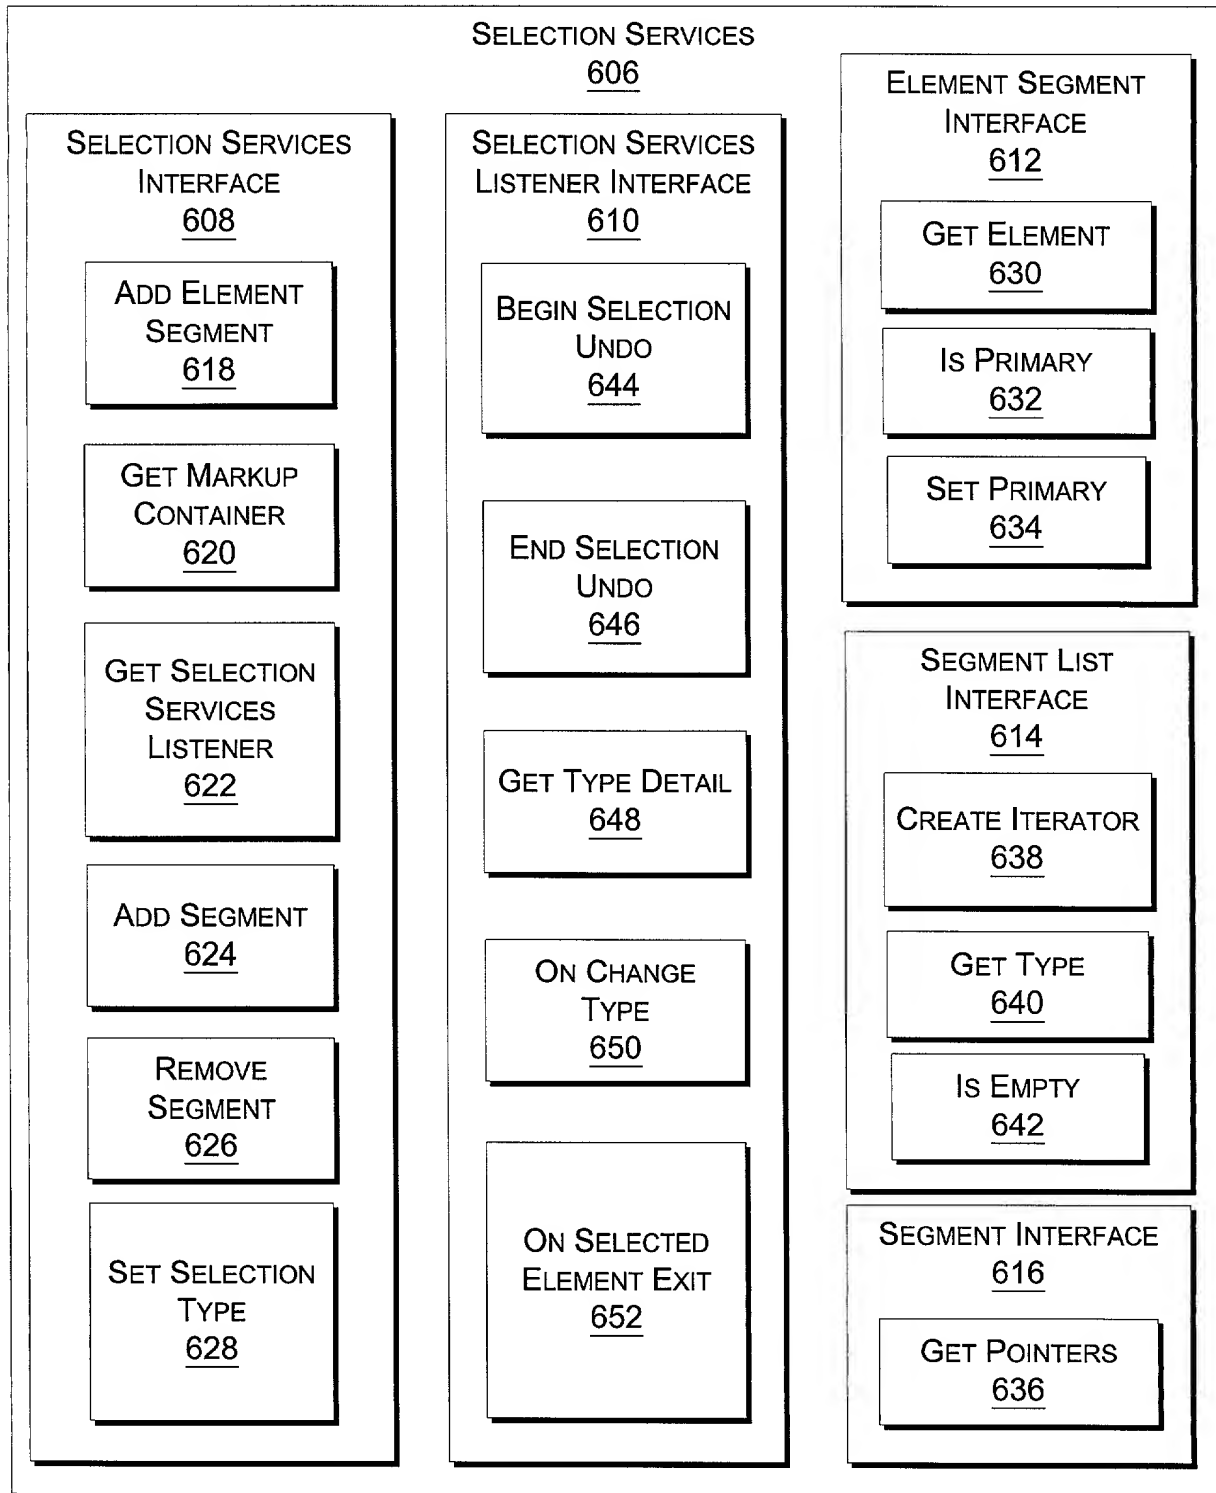 SELECTION SERVICES
606
SELECTION SERVICES
INTERFACE
608
ADD ELEMENT
SEGMENT
618
GET MARKUP
CONTAINER
620
GET SELECTION
SERVICES
LISTENER
622
ADD SEGMENT
624
REMOVE
SEGMENT
626
SET SELECTION
TYPE
628
SELECTION SERVICES
LISTENER INTERFACE
610
BEGIN SELECTION
UNDO
644
END SELECTION
UNDO
646
GET TYPE DETAIL
648
ON CHANGE
TYPE
650
ON SELECTED
ELEMENT EXIT
652
ELEMENT SEGMENT
INTERFACE
612
GET ELEMENT
630
IS PRIMARY
632
SET PRIMARY
634
SEGMENT LIST
INTERFACE
614
CREATE ITERATOR
638
GET TYPE
640
IS EMPTY
642
SEGMENT INTERFACE
616
GET POINTERS
636